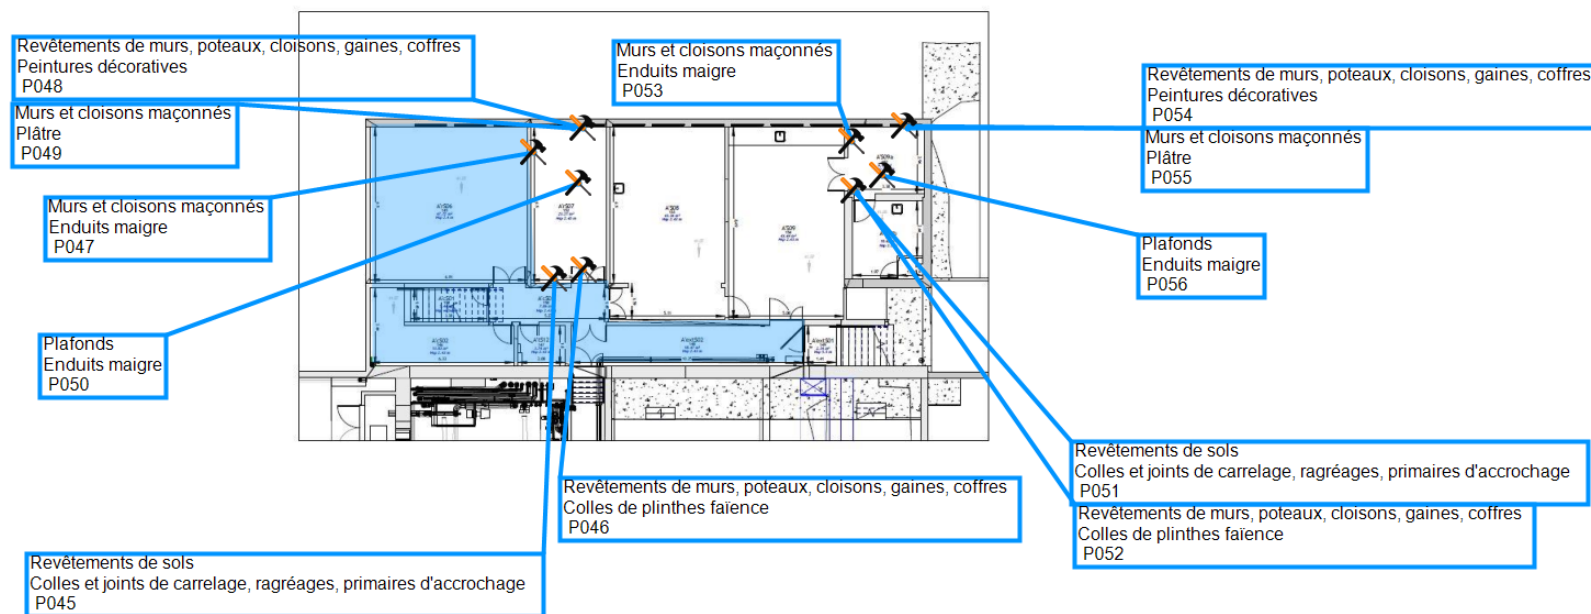 Revêtements de murs, poteaux, cloisons, gaines, coffres
Peintures décoratives
P048
Murs et cloisons maçonnés
Plâtre
P049
Murs et cloisons maçonnés
Enduits maigre
P047
Plafonds
Enduits maigre
P050
Revêtements de sols
Colles et joints de carrelage, ragréages, primaires d'accrochage
P045
Revêtements de murs, poteaux, cloisons, gaines, coffres
Colles de plinthes faïence
P046
Murs et cloisons maçonnés
Enduits maigre
P053
Revêtements de murs, poteaux, cloisons, gaines, coffres
Peintures décoratives
P054
Murs et cloisons maçonnés
Plâtre
P055
Plafonds
Enduits maigre
P056
Revêtements de sols
Colles et joints de carrelage, ragréages, primaires d'accrochage
P051
Revêtements de murs, poteaux, cloisons, gaines, coffres
Colles de plinthes faïence
P052